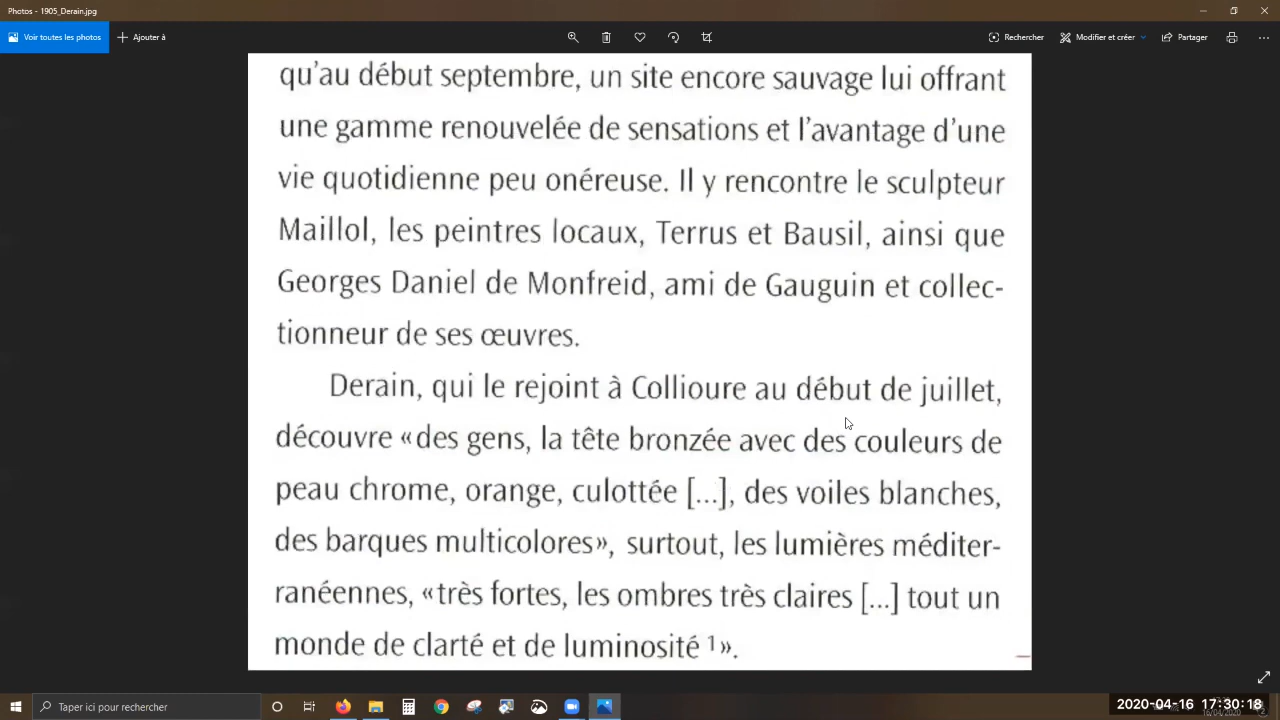 Photos - 1905_Derain.jpg
Voir toutes les photos
Ajouter à
Rechercher
Modifier et créer
Partager
qu'au début septembre, un site encore sauvage lui offrant
une gamme renouvelée de sensations et l'avantage d'une
vie quotidienne peu onéreuse. Il y rencontre le sculpteur
Maillol, les peintres locaux, Terrus et Bausil, ainsi que
Georges Daniel de Monfreid, ami de Gauguin et collec-
tionneur de ses œuvres.
Derain, qui le rejoint à Collioure au début de juillet,
découvre «des gens, la tête bronzée avec des couleurs de
peau chrome, orange, culottée [...], des voiles blanches,
des barques multicolores», surtout, les lumières méditer-
ranéennes, «très fortes, les ombres très claires [...] tout un
monde de clarté et de luminosité ¹».
Taper ici pour rechercher
2020-04-16 17:30:18